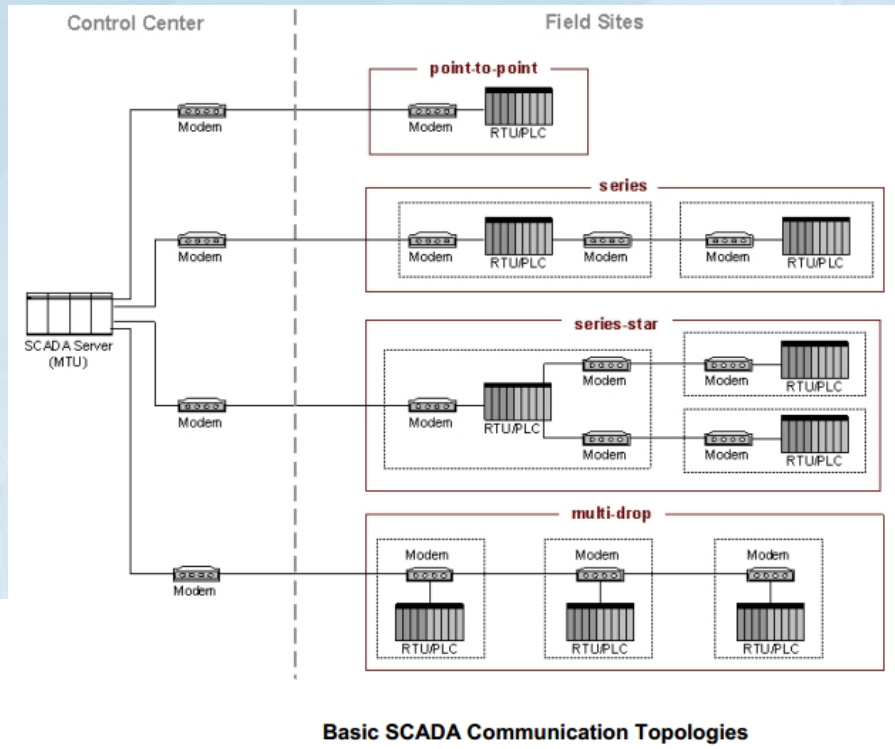 Control Center
Field Sites
point-to-point
Modem
Modem
RTU/PLC
series
Modem
Modem
RTU/PLC
Modem
Modem
RTU/PLC
SCADA Server
(MTU)
series-star
Modem
Modem
RTU/PLC
Modem
Modem
RTU/PLC
Modem
Modem
RTU/PLC
multi-drop
Modem
Modem
Modem
Modem
RTU/PLC
RTU/PLC
RTU/PLC
Basic SCADA Communication Topologies